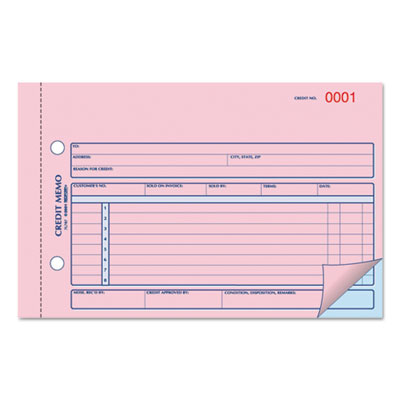 CREDIT NO. 0001
TO:
ADDRESS: CITY, STATE, ZIP
REASON FOR CREDIT:
CUSTOMER'S NO. SOLD ON INVOICE: SOLD BY: TERMS: DATE:
1
2
3
4
5
6
7
8
MDSE. REC'D BY: CREDIT APPROVED BY: CONDITION, DISPOSITION, REMARKS:
CREDIT MEMO